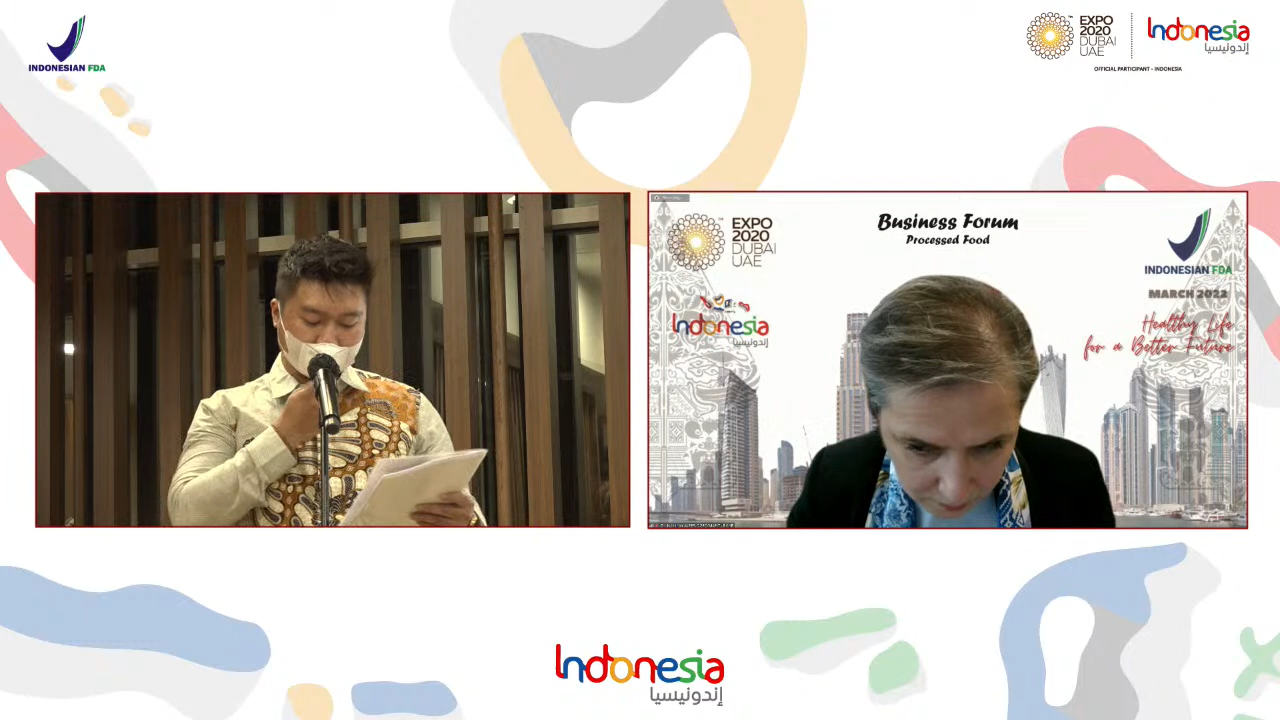 INDONESIAN FDA
EXPO
2020
DUBAI
UAE
Indonesia
إندونيسيا
OFFICIAL PARTICIPANT - INDONESIA
EXPO
2020
DUBAI
UAE
Business Forum
Processed Food
INDONESIAN FDA
MARCH 2022
Healthy Life
for a Better Future
Indonesia
إندونيسيا
Indonesia
إندونيسيا